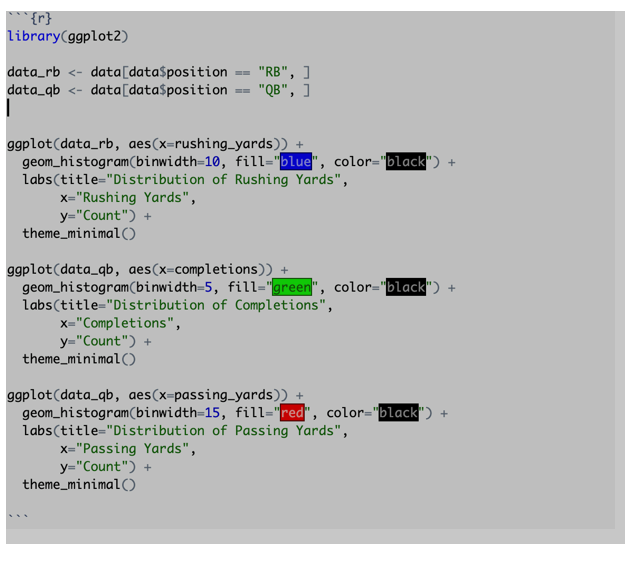 ```{r}
library(ggplot2)
data_rb <- data[data$position == "RB", ]
data_qb <- data[data$position == "QB", ]
ggplot(data_rb, aes(x=rushing_yards)) +
  geom_histogram(binwidth=10, fill="blue", color="black") +
  labs(title="Distribution of Rushing Yards",
       x="Rushing Yards",
       y="Count") +
  theme_minimal()
ggplot(data_qb, aes(x=completions)) +
  geom_histogram(binwidth=5, fill="green", color="black") +
  labs(title="Distribution of Completions",
       x="Completions",
       y="Count") +
  theme_minimal()
ggplot(data_qb, aes(x=passing_yards)) +
  geom_histogram(binwidth=15, fill="red", color="black") +
  labs(title="Distribution of Passing Yards",
       x="Passing Yards",
       y="Count") +
  theme_minimal()
```